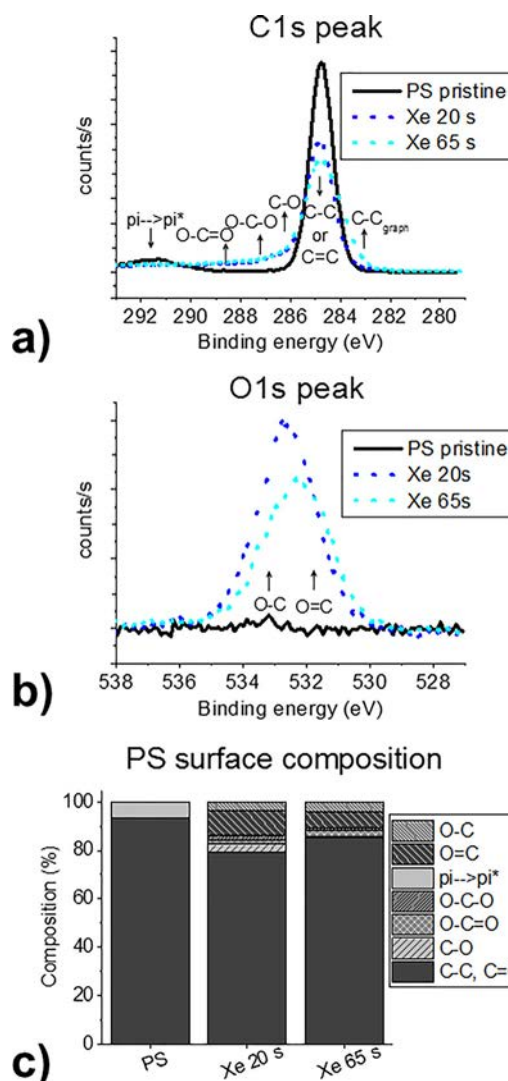 C1s peak
counts/s
PS pristine
Xe 20 s
Xe 65 s
pi-->pi*
O-C=O
O-C-O
C-O
C-C
or
C=C
C-C graph
292 290 288 286 284 282 280
Binding energy (eV)
a)
O1s peak
counts/s
PS pristine
Xe 20s
Xe 65s
O-C
O=C
538 536 534 532 530 528
Binding energy (eV)
b)
PS surface composition
Composition (%)
100
80
60
40
20
0
O-C
O=C
pi-->pi*
O-C-O
O-C=O
C-O
C-C, C=
PS
Xe 20 s
Xe 65 s
c)